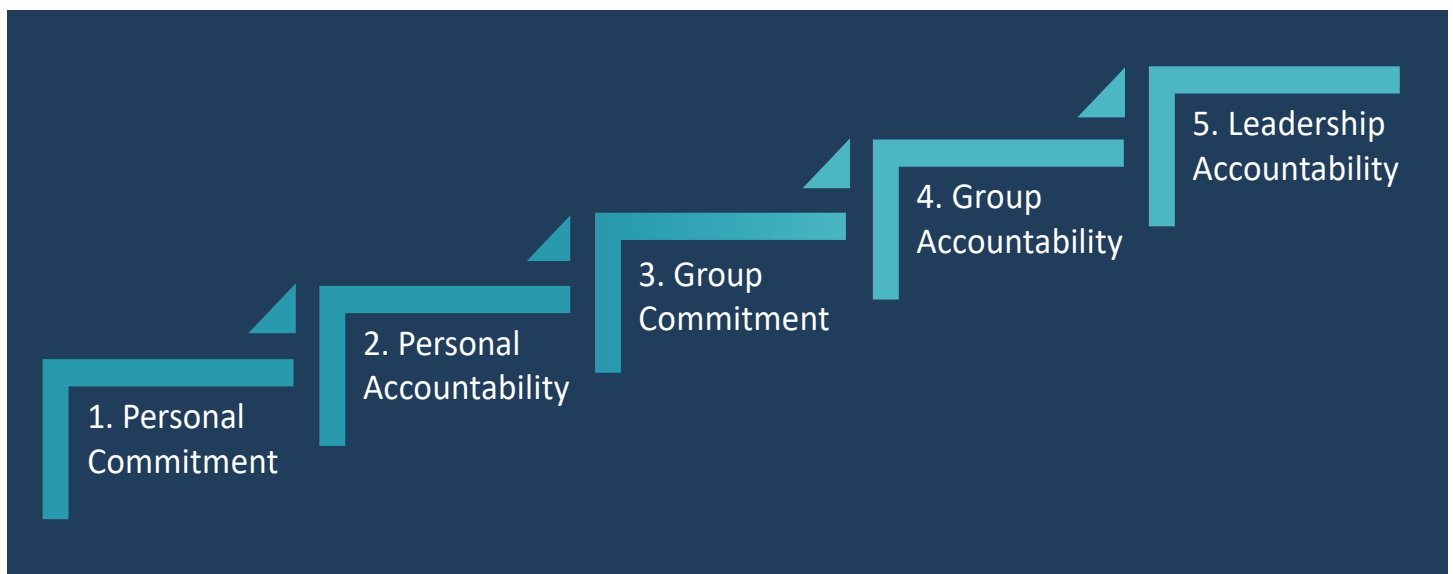 1. Personal
Commitment
2. Personal
Accountability
3. Group
Commitment
4. Group
Accountability
5. Leadership
Accountability